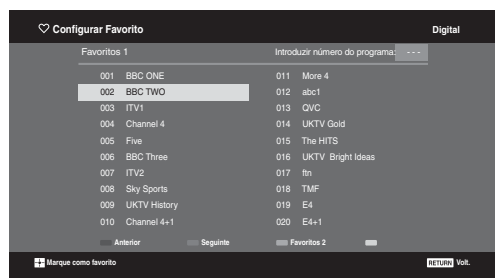 Configurar Favorito Digital
Favoritos 1 Introduzir número do programa: - - -
001 BBC ONE
002 BBC TWO
003 ITV1
004 Channel 4
005 Five
006 BBC Three
007 ITV2
008 Sky Sports
009 UKTV History
010 Channel 4+1
011 More 4
012 abc1
013 QVC
014 UKTV Gold
015 The HITS
016 UKTV Bright Ideas
017 ftn
018 TMF
019 E4
020 E4+1
Anterior Seguinte Favoritos 2
Marque como favorito RETURN Volt.